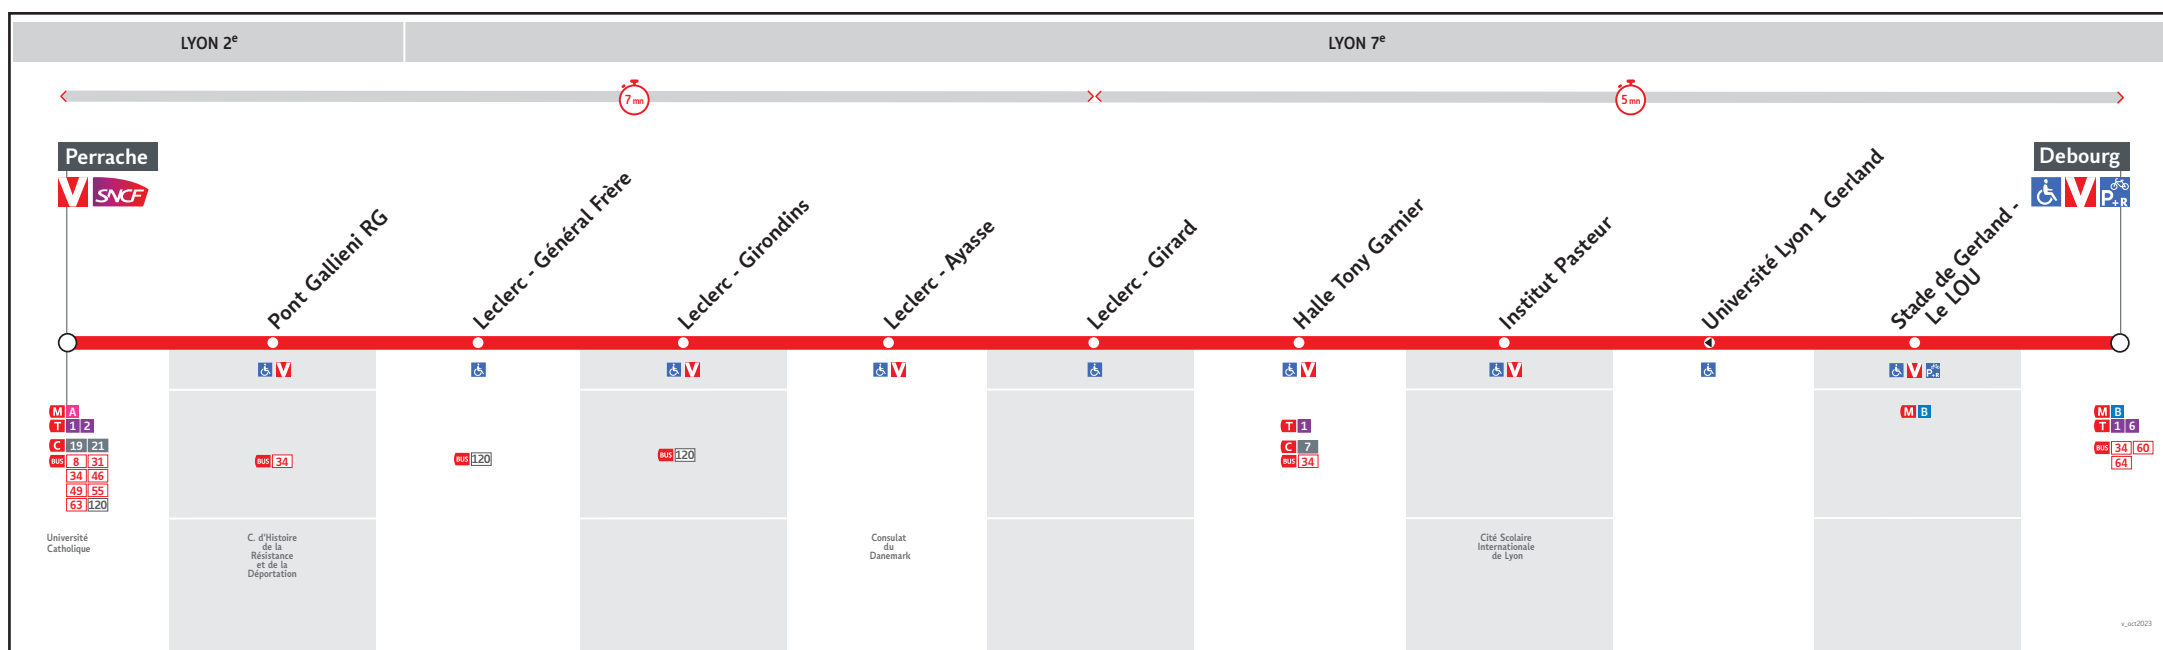 LYON 2e
LYON 7e
7 mn
5 mn
Perrache
V SNCF
Pont Gallieni RG
Leclerc - Général Frère
Leclerc - Girondins
Leclerc - Ayasse
Leclerc - Girard
Halle Tony Garnier
Institut Pasteur
Université Lyon 1 Gerland
Stade de Gerland -
Le LOU
Debourg
V P+R
V
V
V
V
V
V P+R
M A
T 1 2
C 19 21
BUS 8 31
34 46
49 55
63 120
BUS 34
BUS 120
BUS 120
T 1
C 7
BUS 34
M B
M B
T 1 6
BUS 34 60
64
Université
Catholique
C. d'Histoire
de la
Résistance
et de la
Déportation
Consulat
du
Danemark
Cité Scolaire
Internationale
de Lyon
v_oct2023